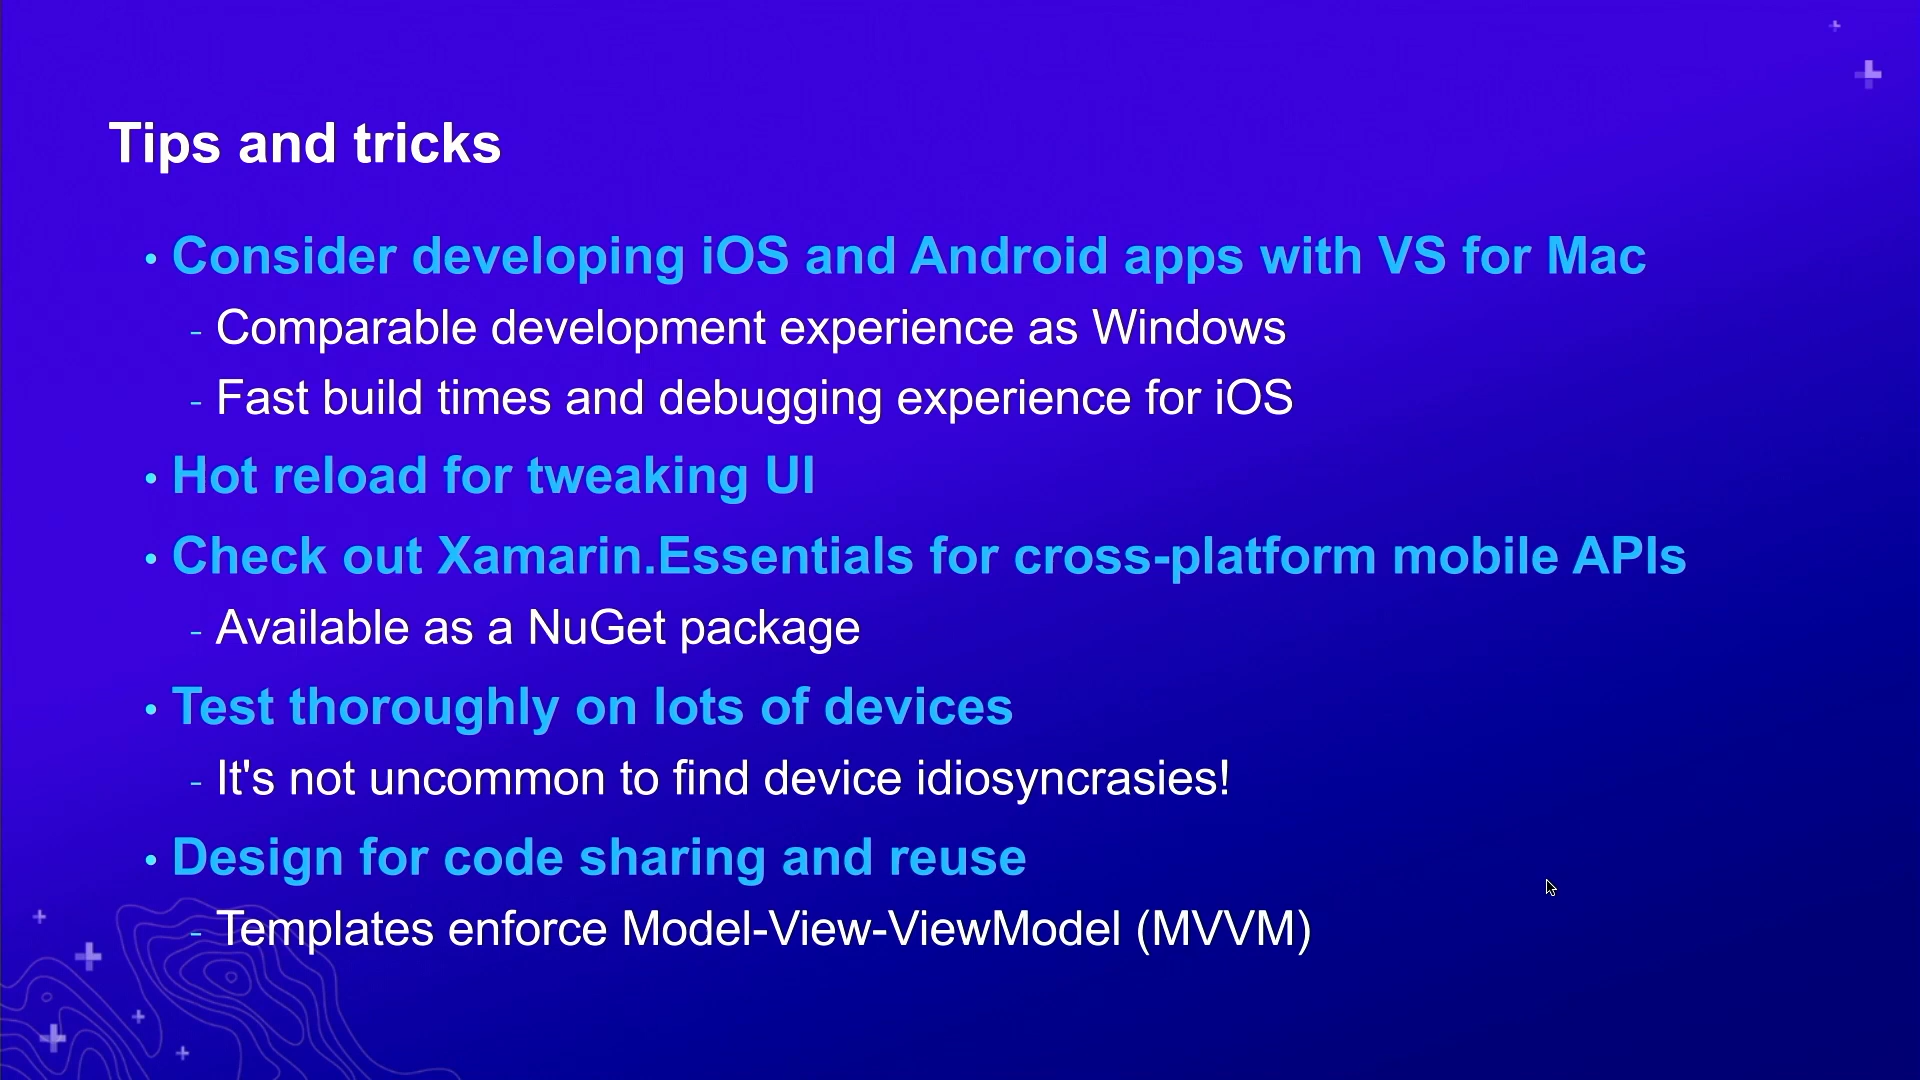 Tips and tricks
• Consider developing iOS and Android apps with VS for Mac
- Comparable development experience as Windows
- Fast build times and debugging experience for iOS
• Hot reload for tweaking UI
• Check out Xamarin.Essentials for cross-platform mobile APIs
- Available as a NuGet package
• Test thoroughly on lots of devices
- It's not uncommon to find device idiosyncrasies!
• Design for code sharing and reuse
- Templates enforce Model-View-ViewModel (MVVM)